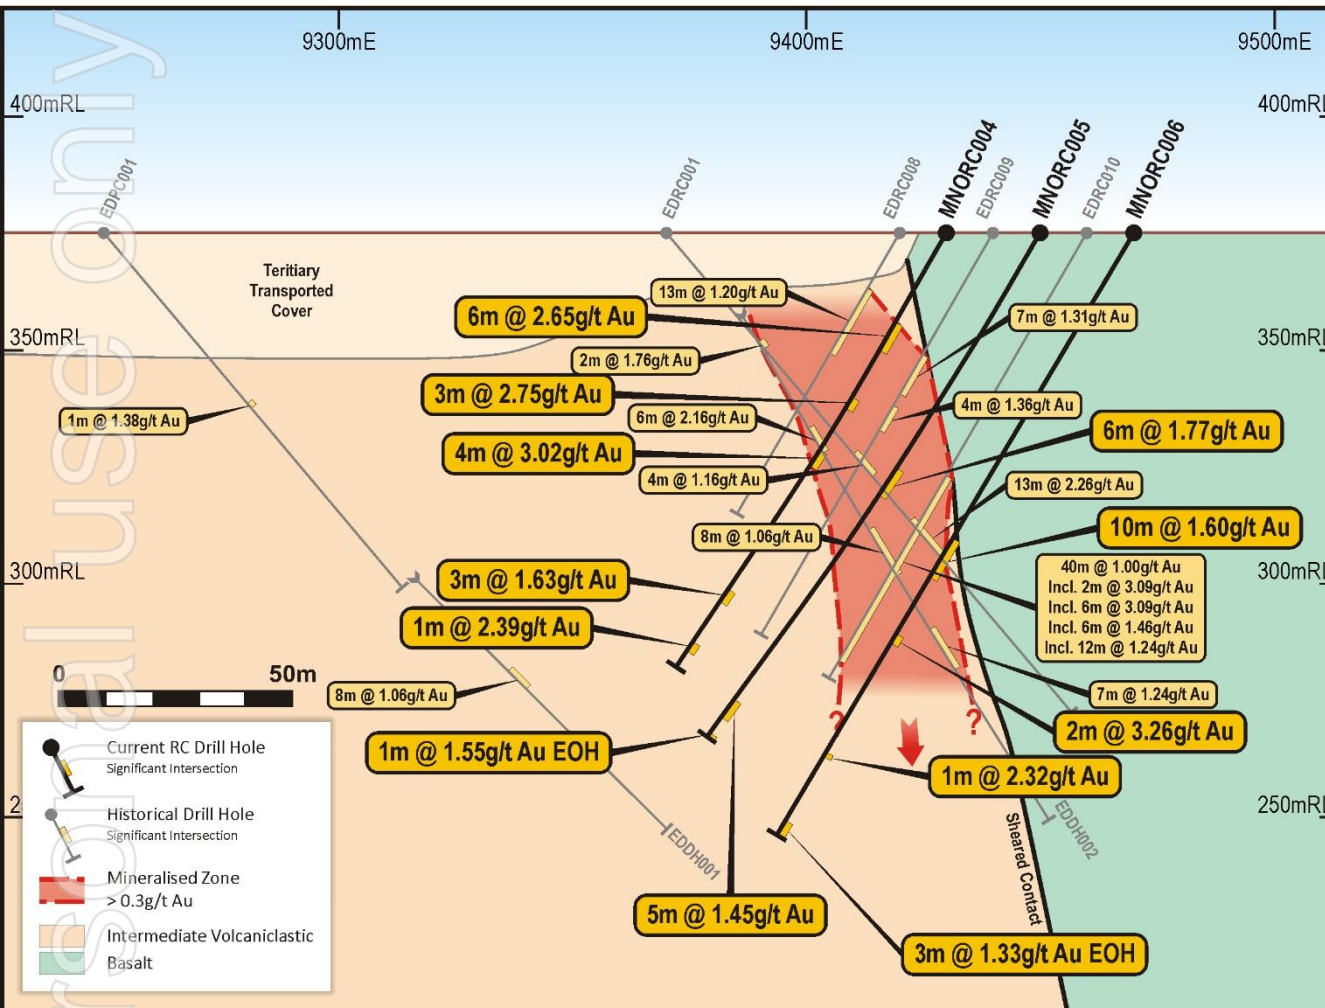 9300mE
9400mE
9500mE
400mRL
400mRL
EDPC001
EDRC001
EDRC008
MNORC004
EDRC009
MNORC005
EDRC010
MNORC006
Teritiary
Transported
Cover
13m @ 1.20g/t Au
6m @ 2.65g/t Au
7m @ 1.31g/t Au
350mRL
350mRL
2m @ 1.76g/t Au
3m @ 2.75g/t Au
4m @ 1.36g/t Au
1m @ 1.38g/t Au
6m @ 2.16g/t Au
6m @ 1.77g/t Au
4m @ 3.02g/t Au
4m @ 1.16g/t Au
13m @ 2.26g/t Au
8m @ 1.06g/t Au
10m @ 1.60g/t Au
40m @ 1.00g/t Au
Incl. 2m @ 3.09g/t Au
Incl. 6m @ 3.09g/t Au
Incl. 6m @ 1.46g/t Au
Incl. 12m @ 1.24g/t Au
300mRL
300mRL
3m @ 1.63g/t Au
1m @ 2.39g/t Au
0 50m
8m @ 1.06g/t Au
7m @ 1.24g/t Au
? ?
2m @ 3.26g/t Au
1m @ 1.55g/t Au EOH
1m @ 2.32g/t Au
250mRL
EDDH001
EDDH002
Sheared Contact
5m @ 1.45g/t Au
3m @ 1.33g/t Au EOH
Current RC Drill Hole
Significant Intersection
Historical Drill Hole
Significant Intersection
Mineralised Zone
> 0.3g/t Au
Intermediate Volcaniclastic
Basalt
rsonal use only